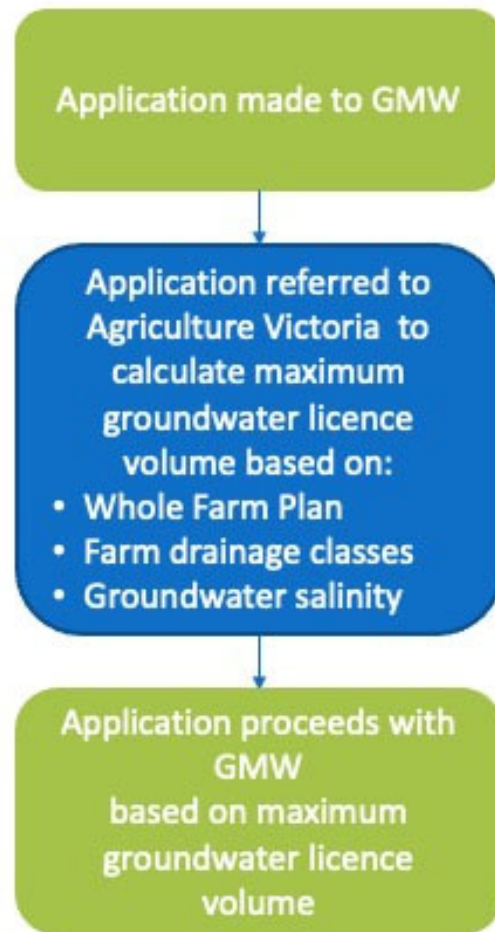 Application made to GMW
Application referred to
Agriculture Victoria to
calculate maximum
groundwater licence
volume based on:
• Whole Farm Plan
• Farm drainage classes
• Groundwater salinity
Application proceeds with
GMW
based on maximum
groundwater licence
volume